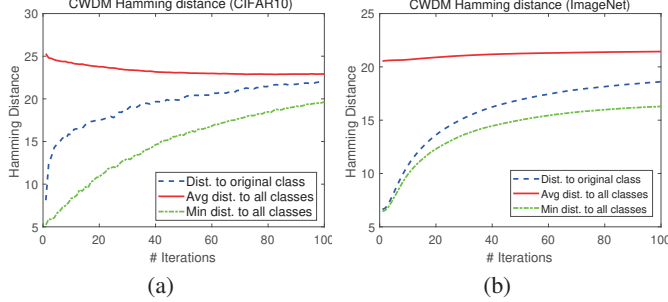 CWDM Hamming distance (CIFAR10)
30
25
20
15
10
5
Hamming Distance
Dist. to original class
Avg dist. to all classes
Min dist. to all classes
0 20 40 60 80 100
# Iterations
(a)
CWDM Hamming distance (ImageNet)
25
20
15
10
5
Hamming Distance
Dist. to original class
Avg dist. to all classes
Min dist. to all classes
0 20 40 60 80 100
# Iterations
(b)